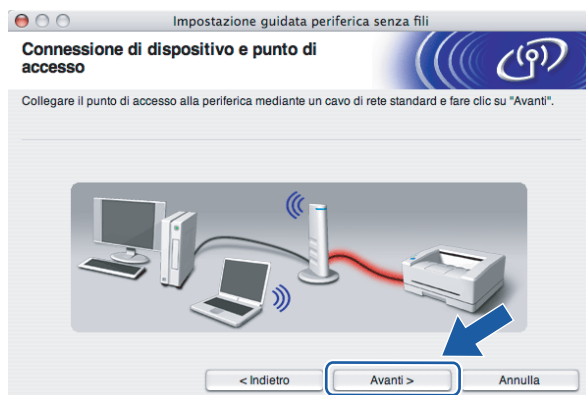 Impostazione guidata periferica senza fili
Connessione di dispositivo e punto di
accesso
Collegare il punto di accesso alla periferica mediante un cavo di rete standard e fare clic su "Avanti".
< Indietro
Avanti >
Annulla